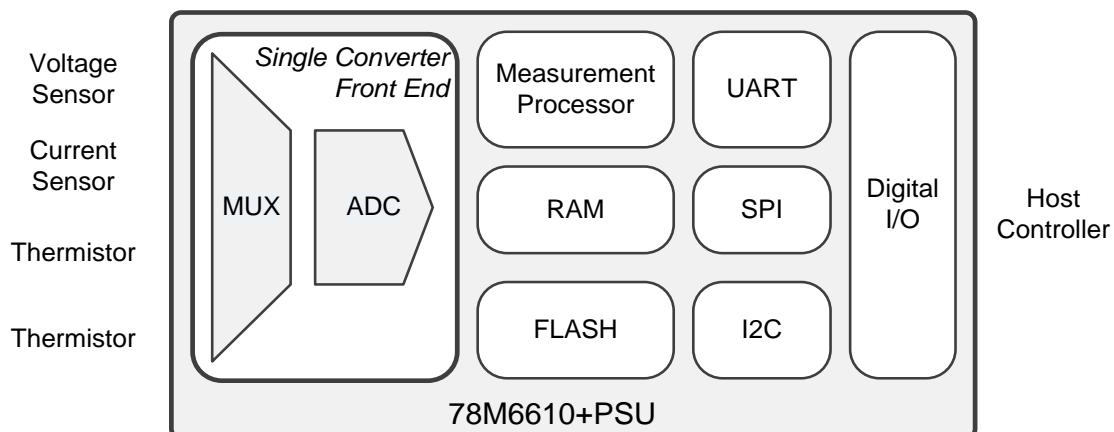 Voltage
Sensor
Current
Sensor
Thermistor
Thermistor
Single Converter
Front End
MUX
ADC
Measurement
Processor
UART
RAM
SPI
FLASH
I2C
Digital
I/O
Host
Controller
78M6610+PSU